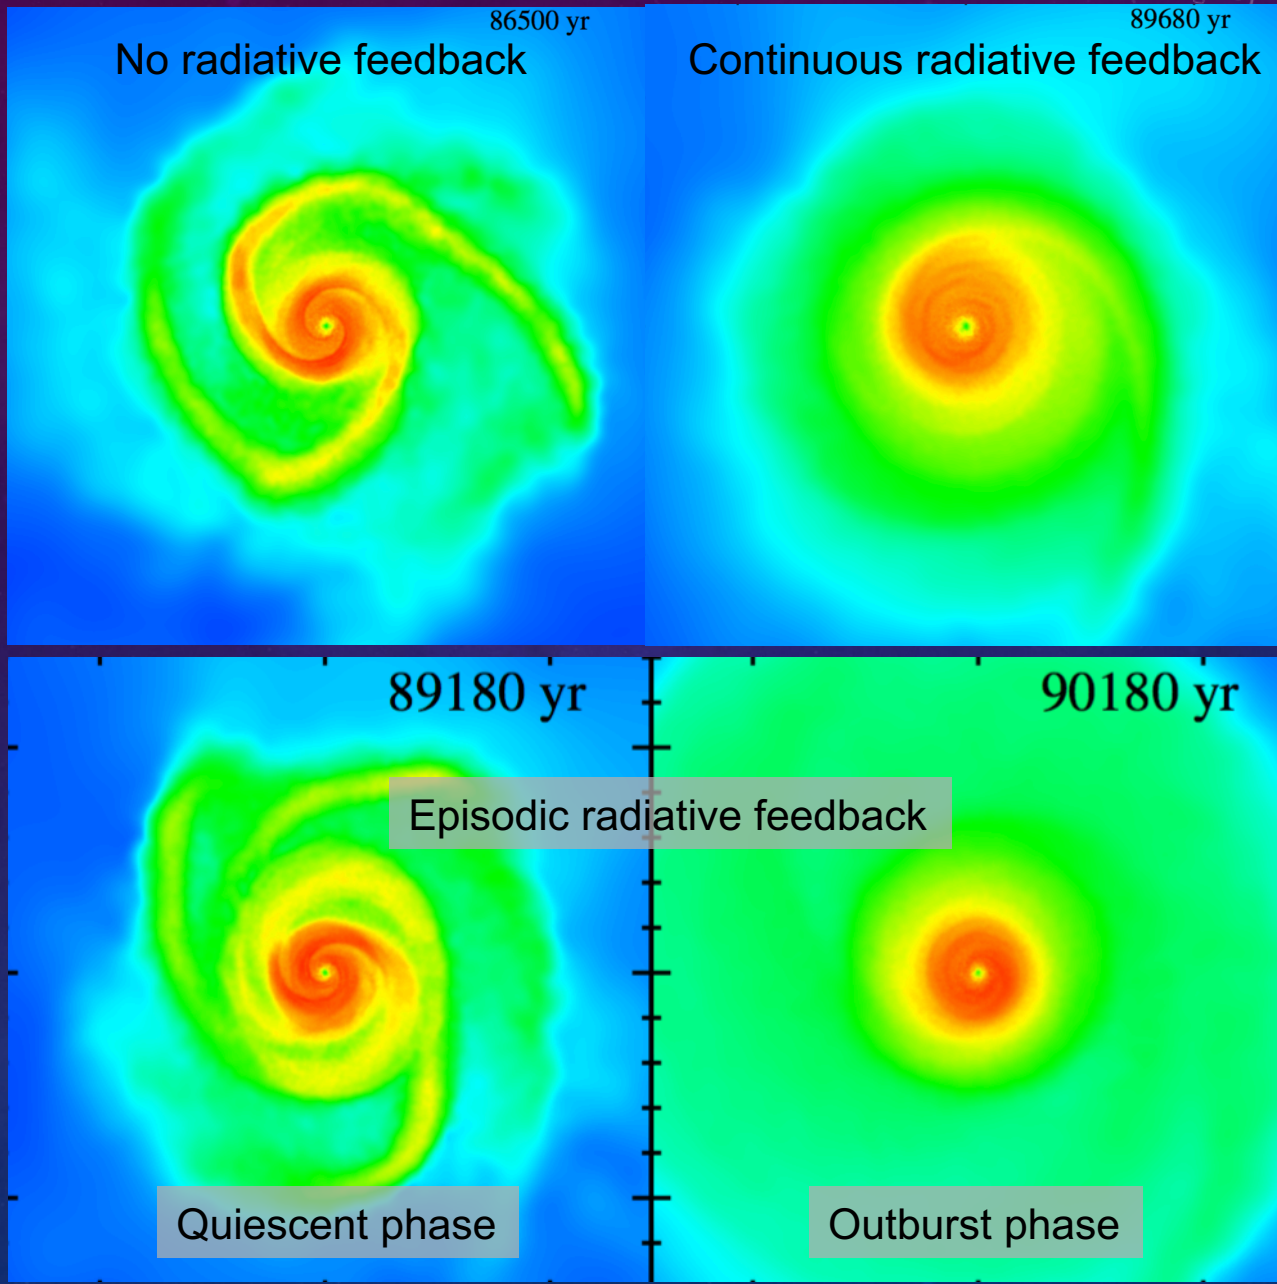 86500 yr
No radiative feedback
89680 yr
Continuous radiative feedback
89180 yr
90180 yr
Episodic radiative feedback
Quiescent phase
Outburst phase